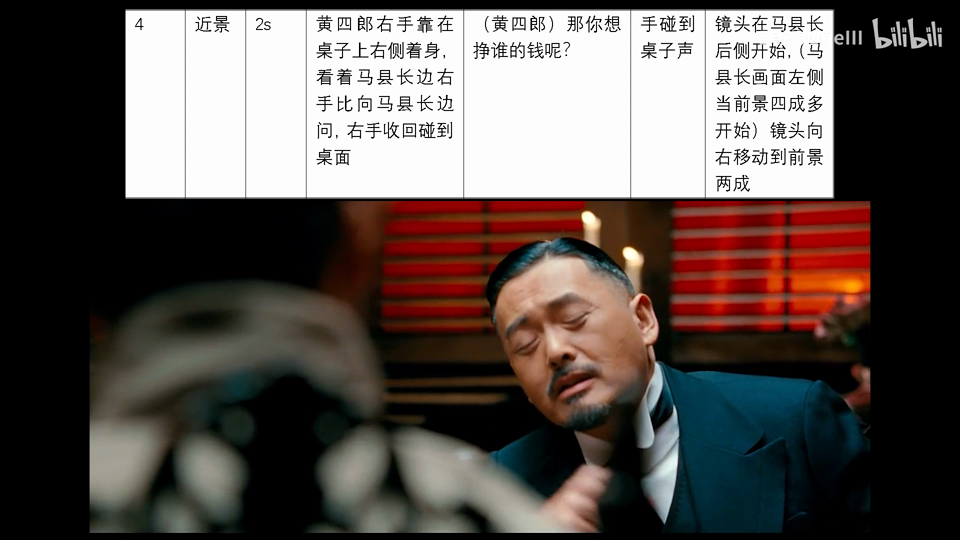 4
近景
2s
黄四郎右手靠在
桌子上右侧着身，
看着马县长边右
手比向马县长边
问，右手收回碰到
桌面
（黄四郎）那你想
挣谁的钱呢？
手碰到
桌子声
镜头在马县长
后侧开始，（马
县长画面左侧
当前景四成多
开始）镜头向
右移动到前景
两成
bilibili